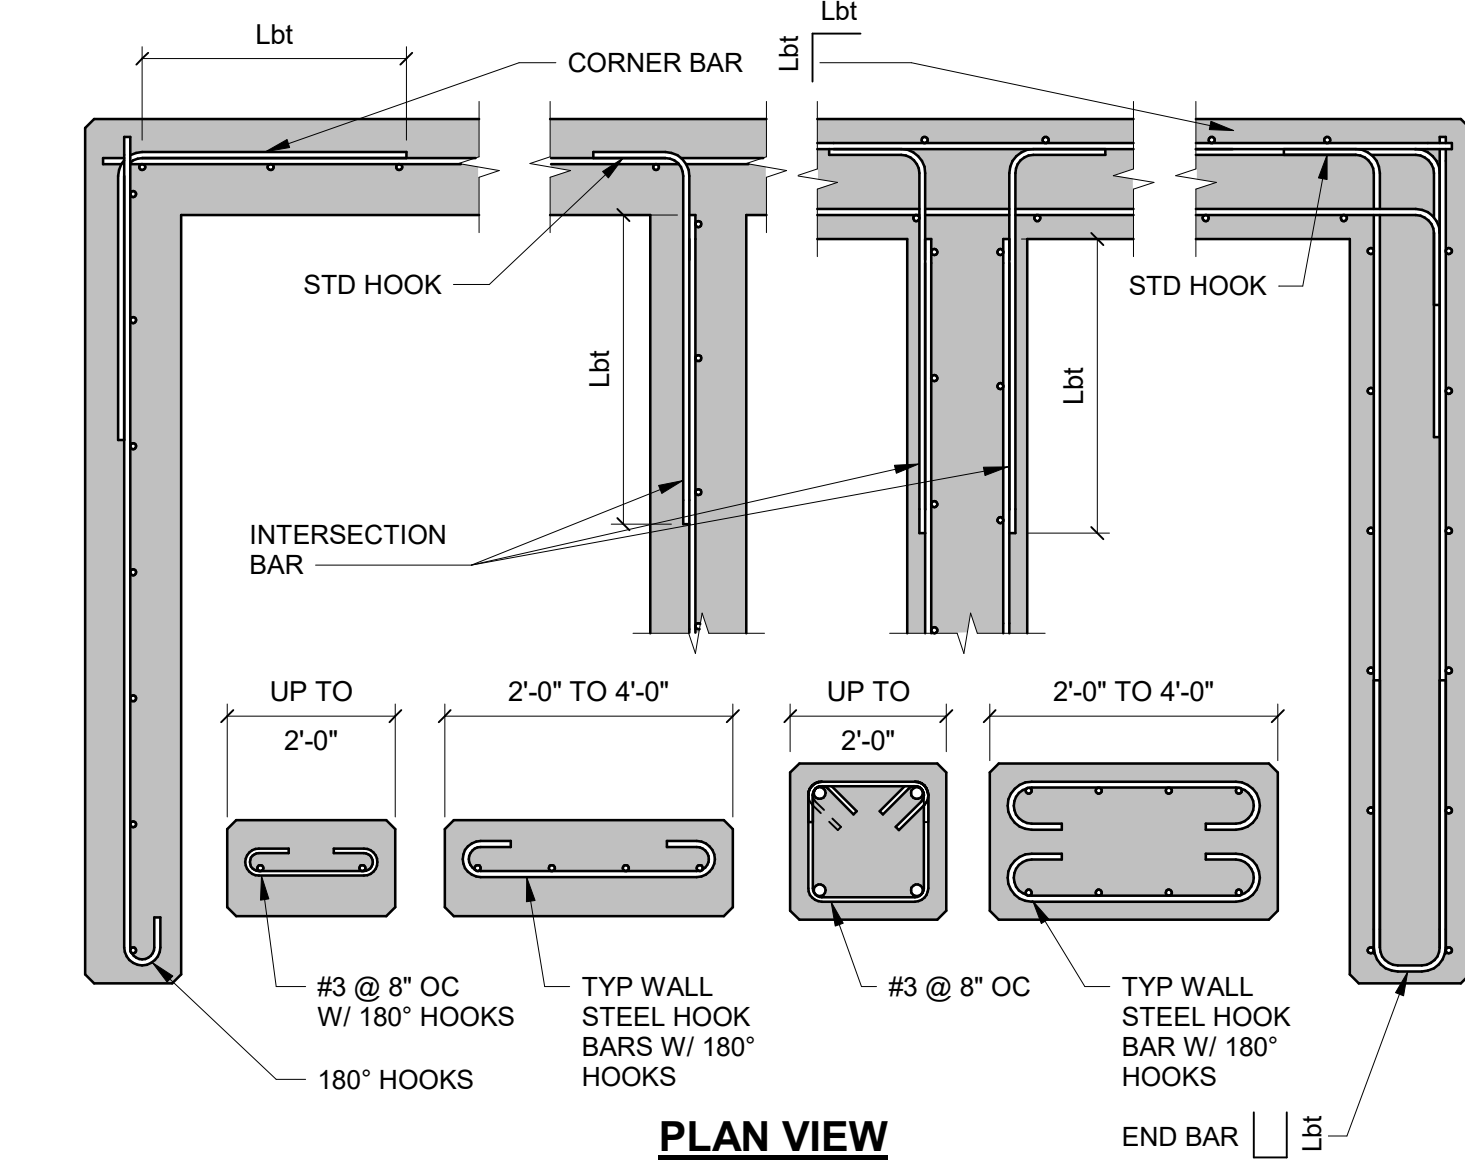 Lbt
Lbt
Lbt
CORNER BAR
STD HOOK
STD HOOK
Lbt
Lbt
INTERSECTION
BAR
UP TO
2'-0"
2'-0" TO 4'-0"
UP TO
2'-0"
2'-0" TO 4'-0"
#3 @ 8" OC
W/ 180° HOOKS
TYP WALL
STEEL HOOK
BARS W/ 180°
HOOKS
#3 @ 8" OC
TYP WALL
STEEL HOOK
BAR W/ 180°
HOOKS
180° HOOKS
PLAN VIEW
END BAR
Lbt